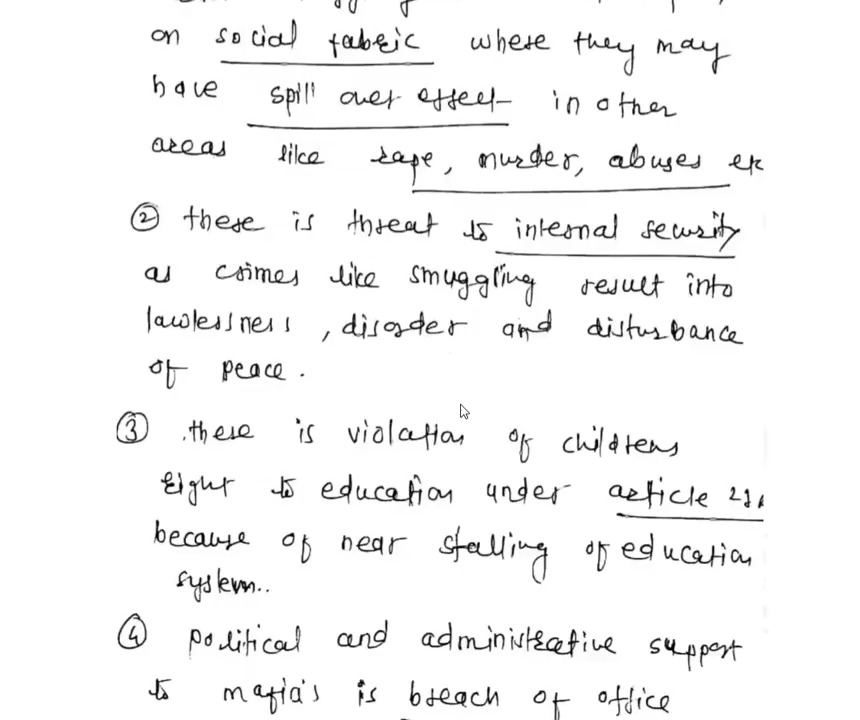 on social fabric where they may
have spill over effect in other
areas like rape, murder, abuses etc
② there is threat to internal security
as crimes like smuggling result into
lawlessness, disorder and disturbance
of peace.
③ there is violation of childrens
right to education under article 21A
because of near stalling of education
system..
④ political and administrative support
to mafia's is breach of office